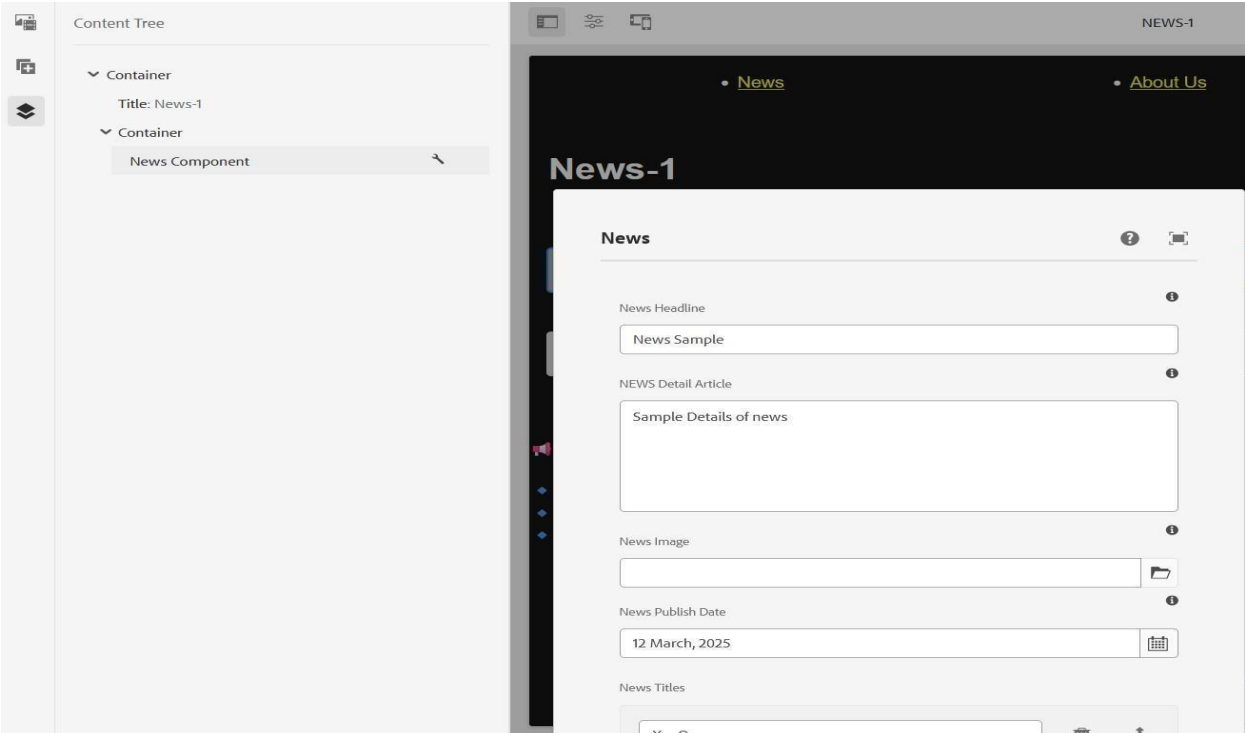 Content Tree
Container
Title: News-1
Container
News Component
NEWS-1
• News
• About Us
News-1
News
News Headline
News Sample
NEWS Detail Article
Sample Details of news
News Image
News Publish Date
12 March, 2025
News Titles